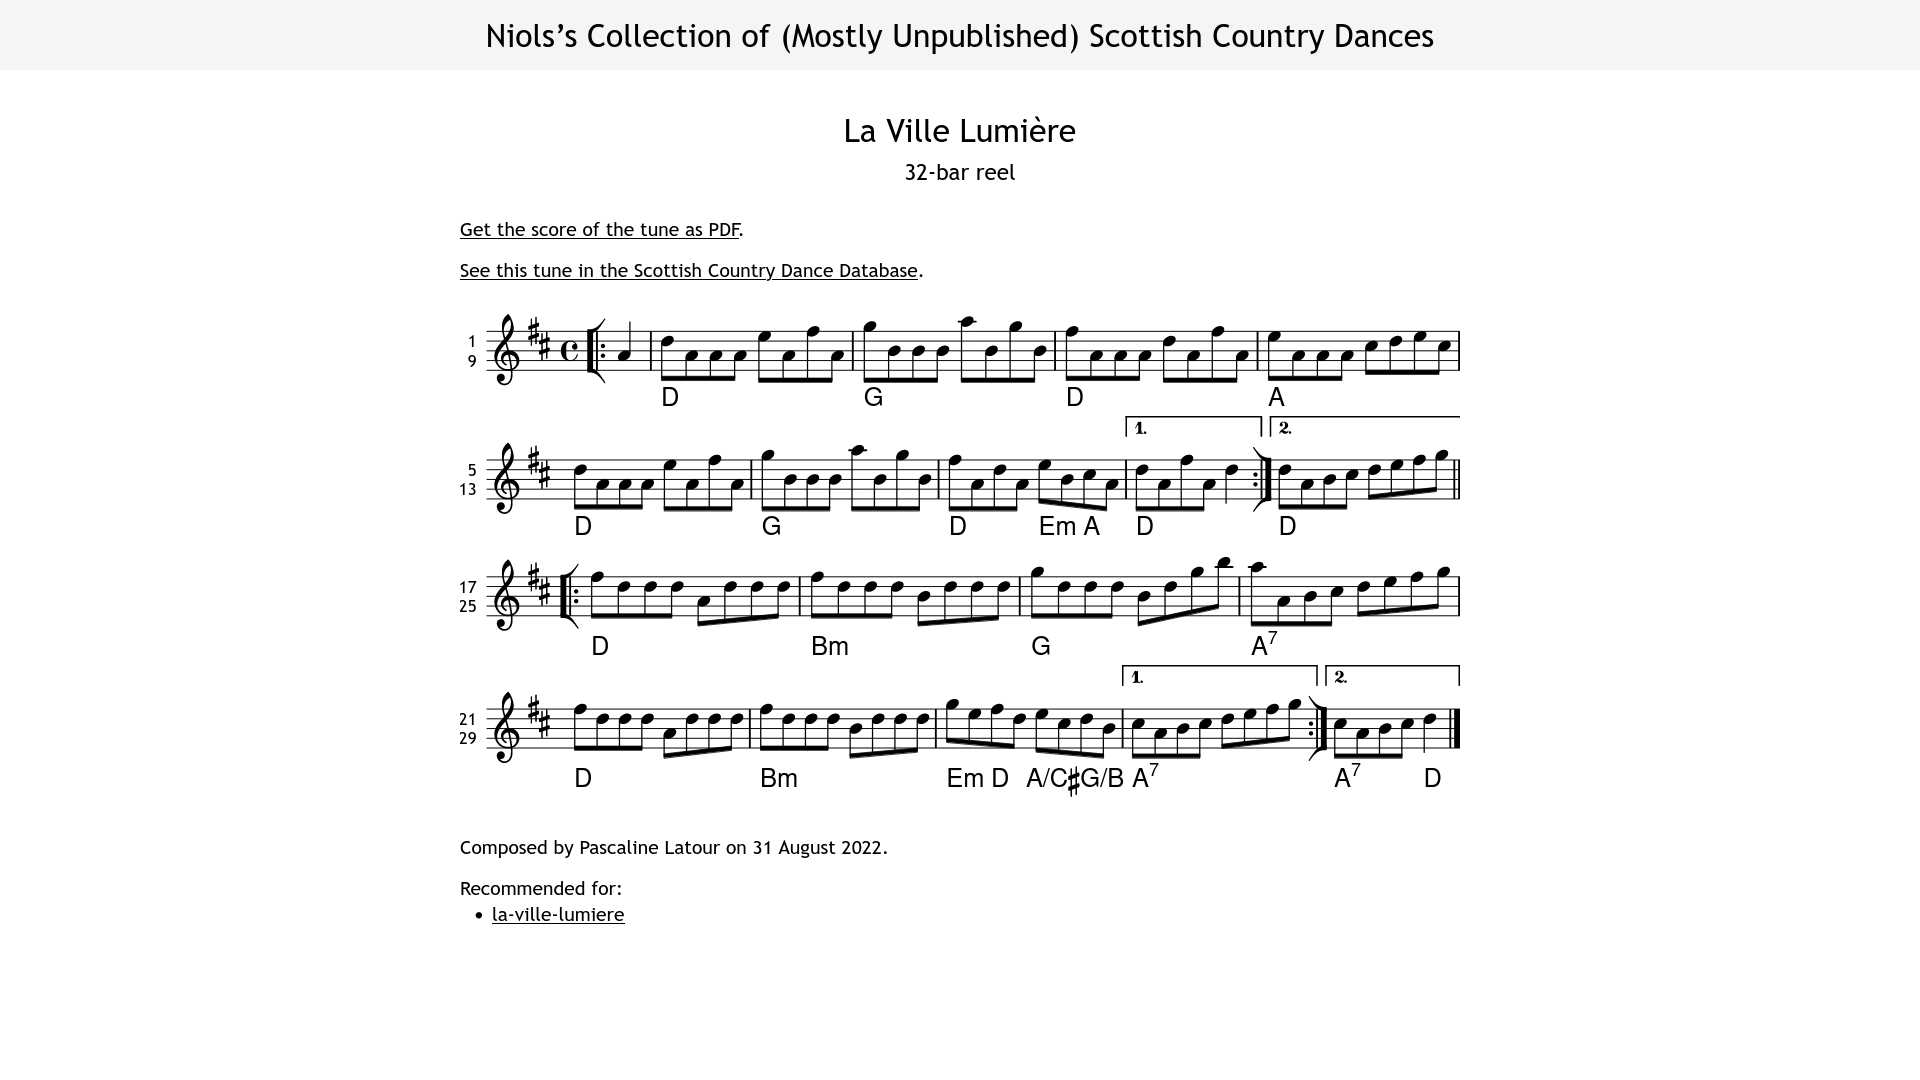 Niols’s Collection of (Mostly Unpublished) Scottish Country Dances
La Ville Lumière
32-bar reel
Get the score of the tune as PDF.
See this tune in the Scottish Country Dance Database.
1
9
D G D A
1. 2.
5
13
D G D Em A D D
17
25
D Bm G A7
1. 2.
21
29
D Bm Em D A/C♯ G/B A7 A7 D
Composed by Pascaline Latour on 31 August 2022.
Recommended for:
• la-ville-lumiere